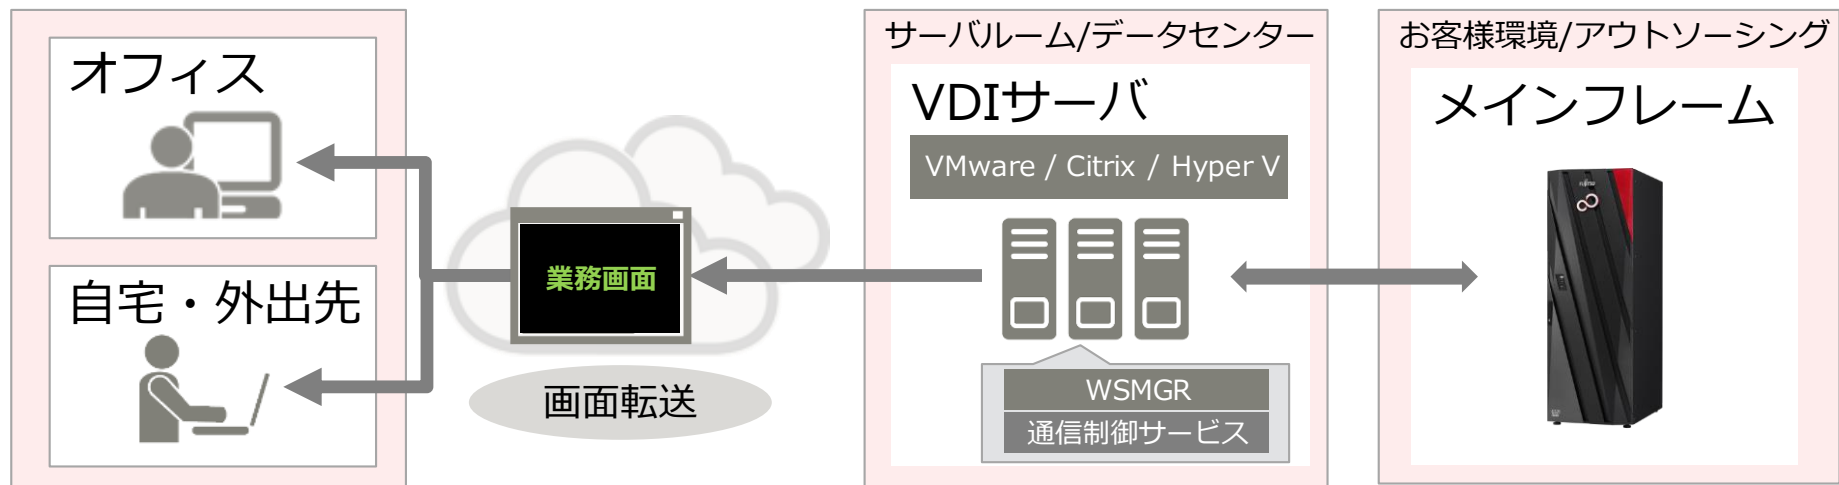 オフィス
自宅・外出先
業務画面
画面転送
サーバルーム/データセンター
VDIサーバ
VMware / Citrix / Hyper V
WSMGR
通信制御サービス
お客様環境/アウトソーシング
メインフレーム
FUJITSU